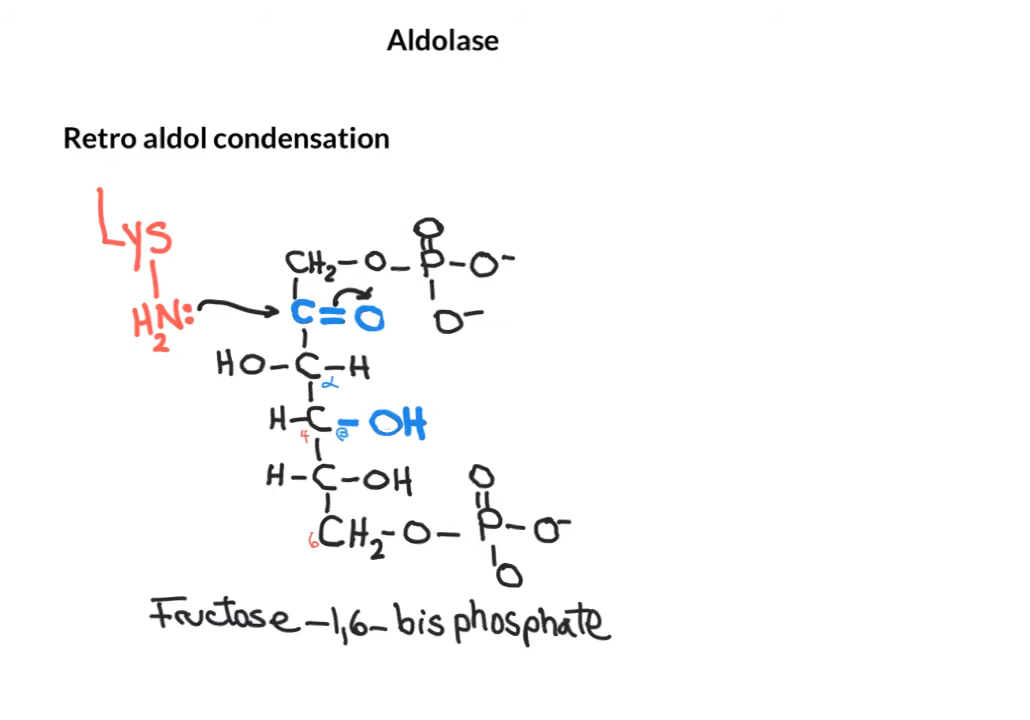 Aldolase
Retro aldol condensation
Lys
H2N:
O
CH2-O-P-O-
C=O O-
HO-C-H
α
H-C-OH
4 β
H-C-OH O
6 CH2-O-P-O-
O
Fructose-1,6-bisphosphate